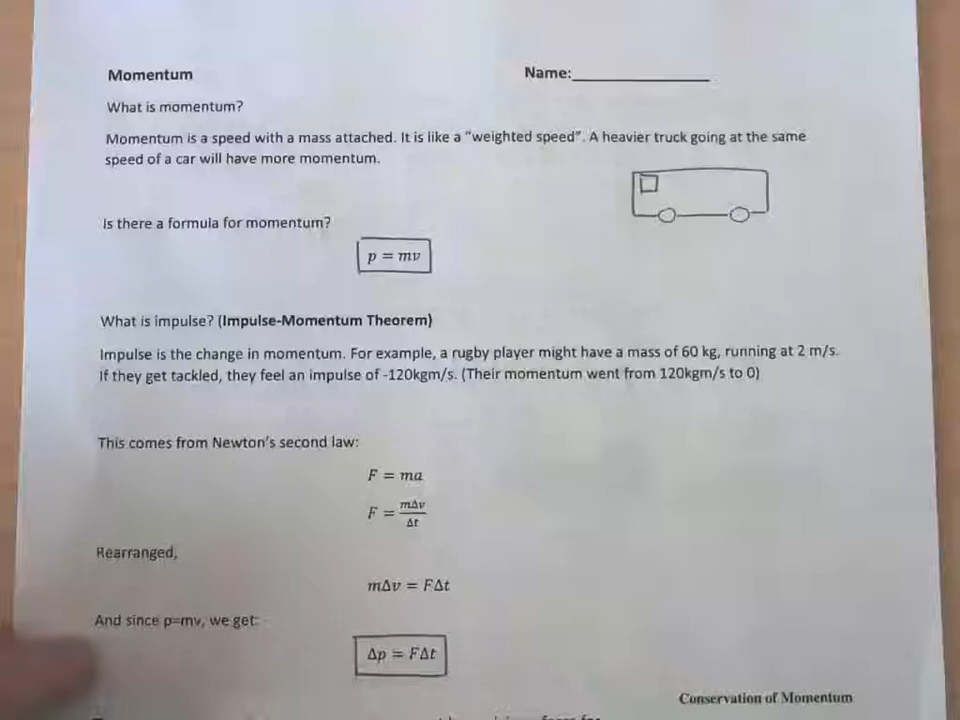 Momentum
Name:______________
What is momentum?
Momentum is a speed with a mass attached. It is like a "weighted speed". A heavier truck going at the same
speed of a car will have more momentum.
Is there a formula for momentum?
p = mv
What is impulse? (Impulse-Momentum Theorem)
Impulse is the change in momentum. For example, a rugby player might have a mass of 60 kg, running at 2 m/s.
If they get tackled, they feel an impulse of -120kgm/s. (Their momentum went from 120kgm/s to 0)
This comes from Newton's second law:
F = ma
F = mΔv/Δt
Rearranged,
mΔv = FΔt
And since p=mv, we get:
Δp = FΔt
Conservation of Momentum